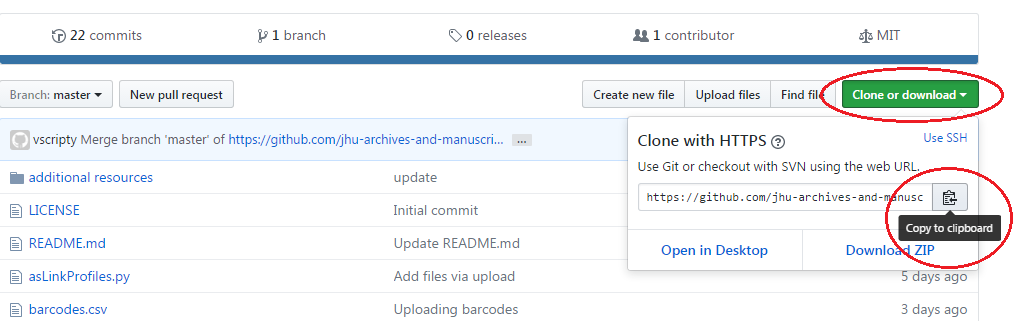 22 commits 1 branch 0 releases 1 contributor MIT
Branch: master New pull request Create new file Upload files Find file Clone or download
vscripty Merge branch 'master' of https://github.com/jhu-archives-and-manuscri... ...
Clone with HTTPS ? Use SSH
Use Git or checkout with SVN using the web URL.
https://github.com/jhu-archives-and-manusc
Copy to clipboard
Open in Desktop Download ZIP
additional resources update
LICENSE Initial commit
README.md Update README.md
asLinkProfiles.py Add files via upload 5 days ago
barcodes.csv Uploading barcodes 3 days ago